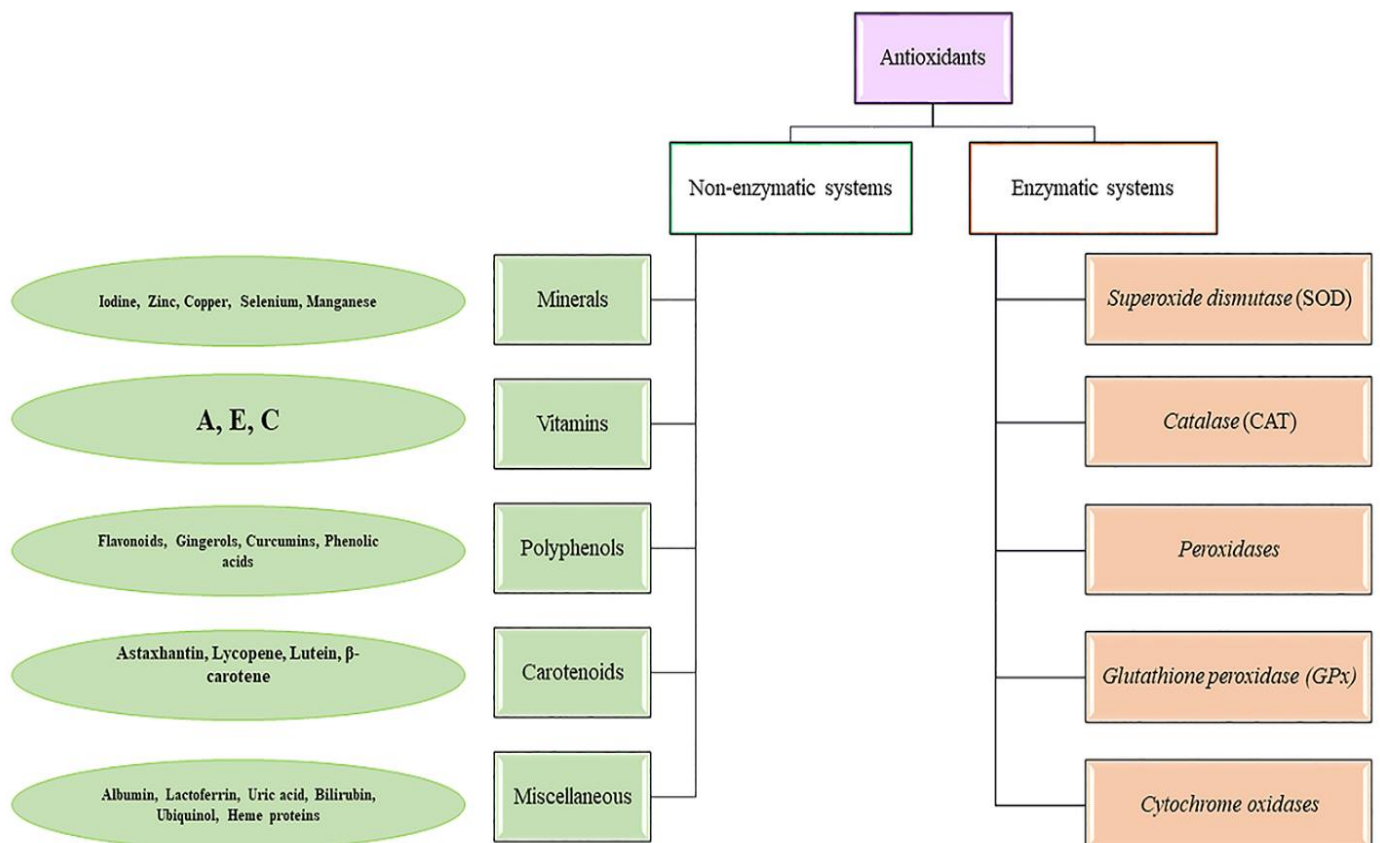 Antioxidants
Non-enzymatic systems
Enzymatic systems
Iodine, Zinc, Copper, Selenium, Manganese
Minerals
Superoxide dismutase (SOD)
A, E, C
Vitamins
Catalase (CAT)
Flavonoids, Gingerols, Curcumins, Phenolic
acids
Polyphenols
Peroxidases
Astaxhantin, Lycopene, Lutein, β-
carotene
Carotenoids
Glutathione peroxidase (GPx)
Albumin, Lactoferrin, Uric acid, Bilirubin,
Ubiquinol, Heme proteins
Miscellaneous
Cytochrome oxidases